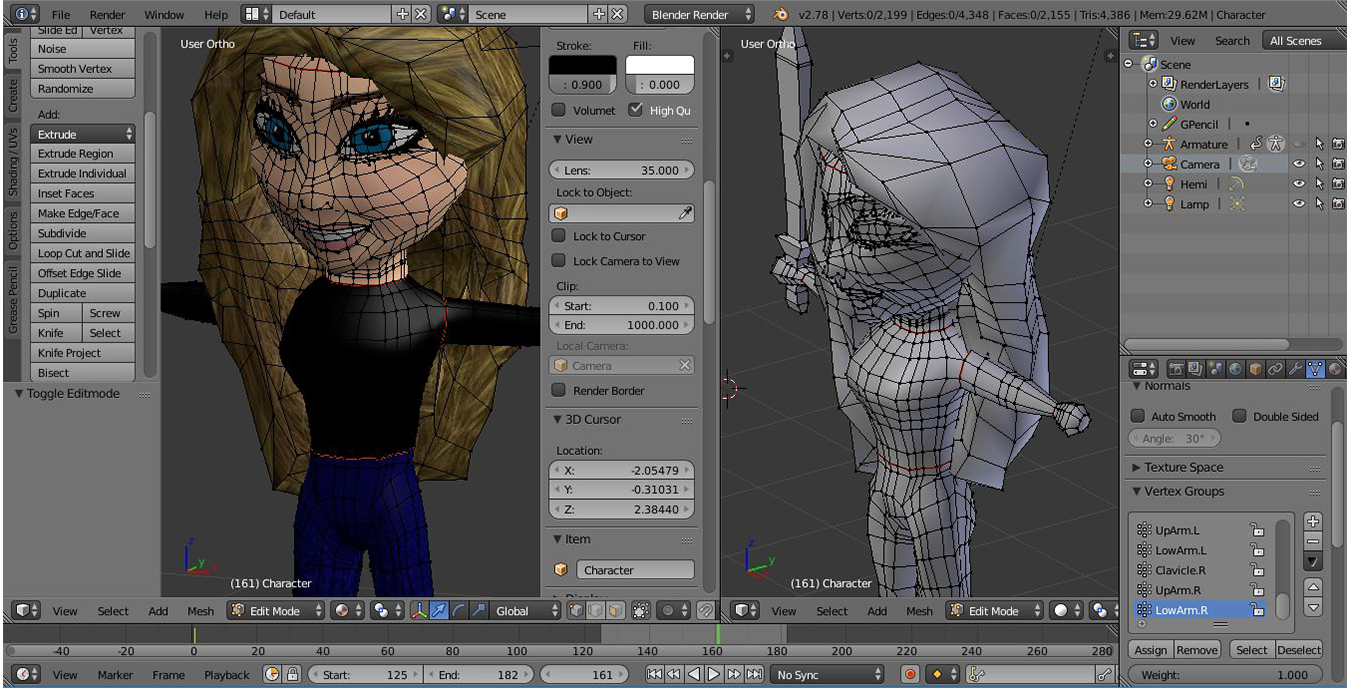 File Render Window Help Default Scene Blender Render v2.78 | Verts:0/2,199 | Edges:0/4,348 | Faces:0/2,155 | Tris:4,386 | Mem:29.62M | Character
Tools
Create
Shading / UVs
Options
Grease Pencil
Slide Ed Vertex
Noise
Smooth Vertex
Randomize
Add:
Extrude
Extrude Region
Extrude Individual
Inset Faces
Make Edge/Face
Subdivide
Loop Cut and Slide
Offset Edge Slide
Duplicate
Spin Screw
Knife Select
Knife Project
Bisect
Toggle Editmode
User Ortho
z
y
x
(161) Character
Stroke: Fill:
: 0.900 : 0.000
Volumet High Qu
View
Lens: 35.000
Lock to Object:
Lock to Cursor
Lock Camera to View
Clip:
Start: 0.100
End: 1000.000
Local Camera:
Camera
Render Border
3D Cursor
Location:
X: -2.05479
Y: -0.31031
Z: 2.38440
Item
Character
User Ortho
z
y
(161) Character
View Search All Scenes
Scene
RenderLayers |
World
GPencil |
Armature |
Camera |
Hemi |
Lamp |
Normals
Auto Smooth Double Sided
Angle: 30°
Texture Space
Vertex Groups
UpArm.L
LowArm.L
Clavicle.R
UpArm.R
LowArm.R
Assign Remove Select Deselect
Weight: 1.000
View Select Add Mesh Edit Mode Global
View Select Add Mesh Edit Mode
-40 -20 0 20 40 60 80 100 120 140 160 180 200 220 240 260 280
View Marker Frame Playback Start: 125 End: 182 161 No Sync